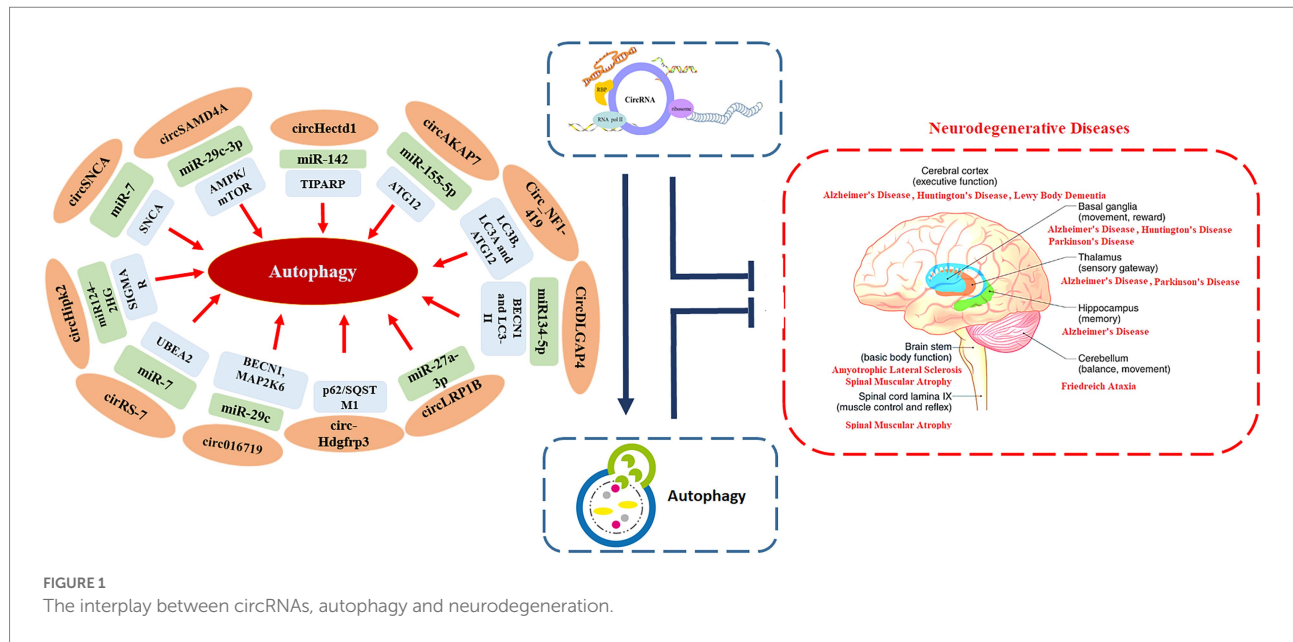 circSNCA
miR-7
SNCA
circSAMD4A
miR-29c-3p
AMPK/
mTOR
circHectd1
miR-142
TIPARP
circAKAP7
miR-155-5p
ATG12
Circ_NF1-
419
LC3B,
LC3A and
ATG12
CircDLGAP4
miR134-5p
BECN1
and LC3-
II
circLRP1B
miR-27a-
3p
circ-
Hdgfrp3
p62/SQST
M1
circ016719
miR-29c
BECN1,
MAP2K6
cirRS-7
miR-7
UBEA2
circHipk2
miR124-
2HG
SIGMA
R
Autophagy
RBP
CircRNA
ribosome
RNA pol II
Autophagy
Neurodegenerative Diseases
Cerebral cortex
(executive function)
Alzheimer's Disease , Huntington's Disease , Lewy Body Dementia
Basal ganglia
(movement, reward)
Alzheimer's Disease , Huntington's Disease
Parkinson's Disease
Thalamus
(sensory gateway)
Alzheimer's Disease , Parkinson's Disease
Hippocampus
(memory)
Alzheimer's Disease
Brain stem
(basic body function)
Amyotrophic Lateral Sclerosis
Spinal Muscular Atrophy
Cerebellum
(balance, movement)
Friedreich Ataxia
Spinal cord lamina IX
(muscle control and reflex)
Spinal Muscular Atrophy
FIGURE 1
The interplay between circRNAs, autophagy and neurodegeneration.